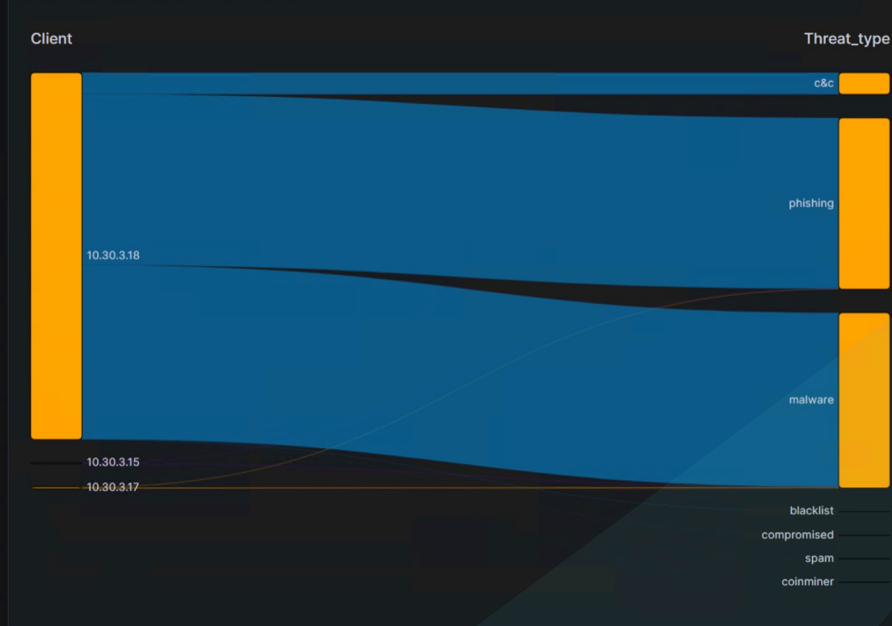 Client
Threat_type
c&c
phishing
10.30.3.18
malware
10.30.3.15
10.30.3.17
blacklist
compromised
spam
coinminer